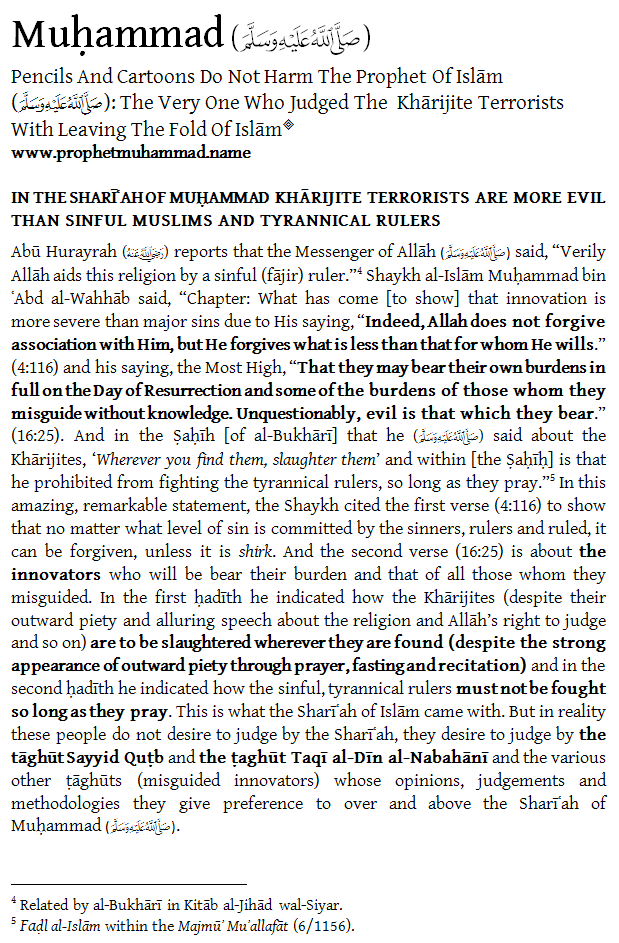 Muḥammad (ﷺ)
Pencils And Cartoons Do Not Harm The Prophet Of Islām
(ﷺ): The Very One Who Judged The Khārijite Terrorists
With Leaving The Fold Of Islām◈
www.prophetmuhammad.name
IN THE SHARĪʿAH OF MUḤAMMAD KHĀRIJITE TERRORISTS ARE MORE EVIL
THAN SINFUL MUSLIMS AND TYRANNICAL RULERS
Abū Hurayrah (رَضِيَ اللَّهُ عَنْهُ) reports that the Messenger of Allāh (ﷺ) said, “Verily
Allāh aids this religion by a sinful (fājir) ruler.”⁴ Shaykh al-Islām Muḥammad bin
ʿAbd al-Wahhāb said, “Chapter: What has come [to show] that innovation is
more severe than major sins due to His saying, “Indeed, Allah does not forgive
association with Him, but He forgives what is less than that for whom He wills.”
(4:116) and his saying, the Most High, “That they may bear their own burdens in
full on the Day of Resurrection and some of the burdens of those whom they
misguide without knowledge. Unquestionably, evil is that which they bear.”
(16:25). And in the Ṣaḥīḥ [of al-Bukhārī] that he (ﷺ) said about the
Khārijites, ‘Wherever you find them, slaughter them’ and within [the Ṣaḥīḥ] is that
he prohibited from fighting the tyrannical rulers, so long as they pray.”⁵ In this
amazing, remarkable statement, the Shaykh cited the first verse (4:116) to show
that no matter what level of sin is committed by the sinners, rulers and ruled, it
can be forgiven, unless it is shirk. And the second verse (16:25) is about the
innovators who will be bear their burden and that of all those whom they
misguided. In the first ḥadīth he indicated how the Khārijites (despite their
outward piety and alluring speech about the religion and Allāh’s right to judge
and so on) are to be slaughtered wherever they are found (despite the strong
appearance of outward piety through prayer, fasting and recitation) and in the
second ḥadīth he indicated how the sinful, tyrannical rulers must not be fought
so long as they pray. This is what the Sharīʿah of Islām came with. But in reality
these people do not desire to judge by the Sharīʿah, they desire to judge by the
tāghūt Sayyid Quṭb and the ṭaghūt Taqī al-Dīn al-Nabahānī and the various
other ṭāghūts (misguided innovators) whose opinions, judgements and
methodologies they give preference to over and above the Sharīʿah of
Muḥammad (ﷺ).
⁴ Related by al-Bukhārī in Kitāb al-Jihād wal-Siyar.
⁵ Faḍl al-Islām within the Majmūʿ Muʾallafāt (6/1156).